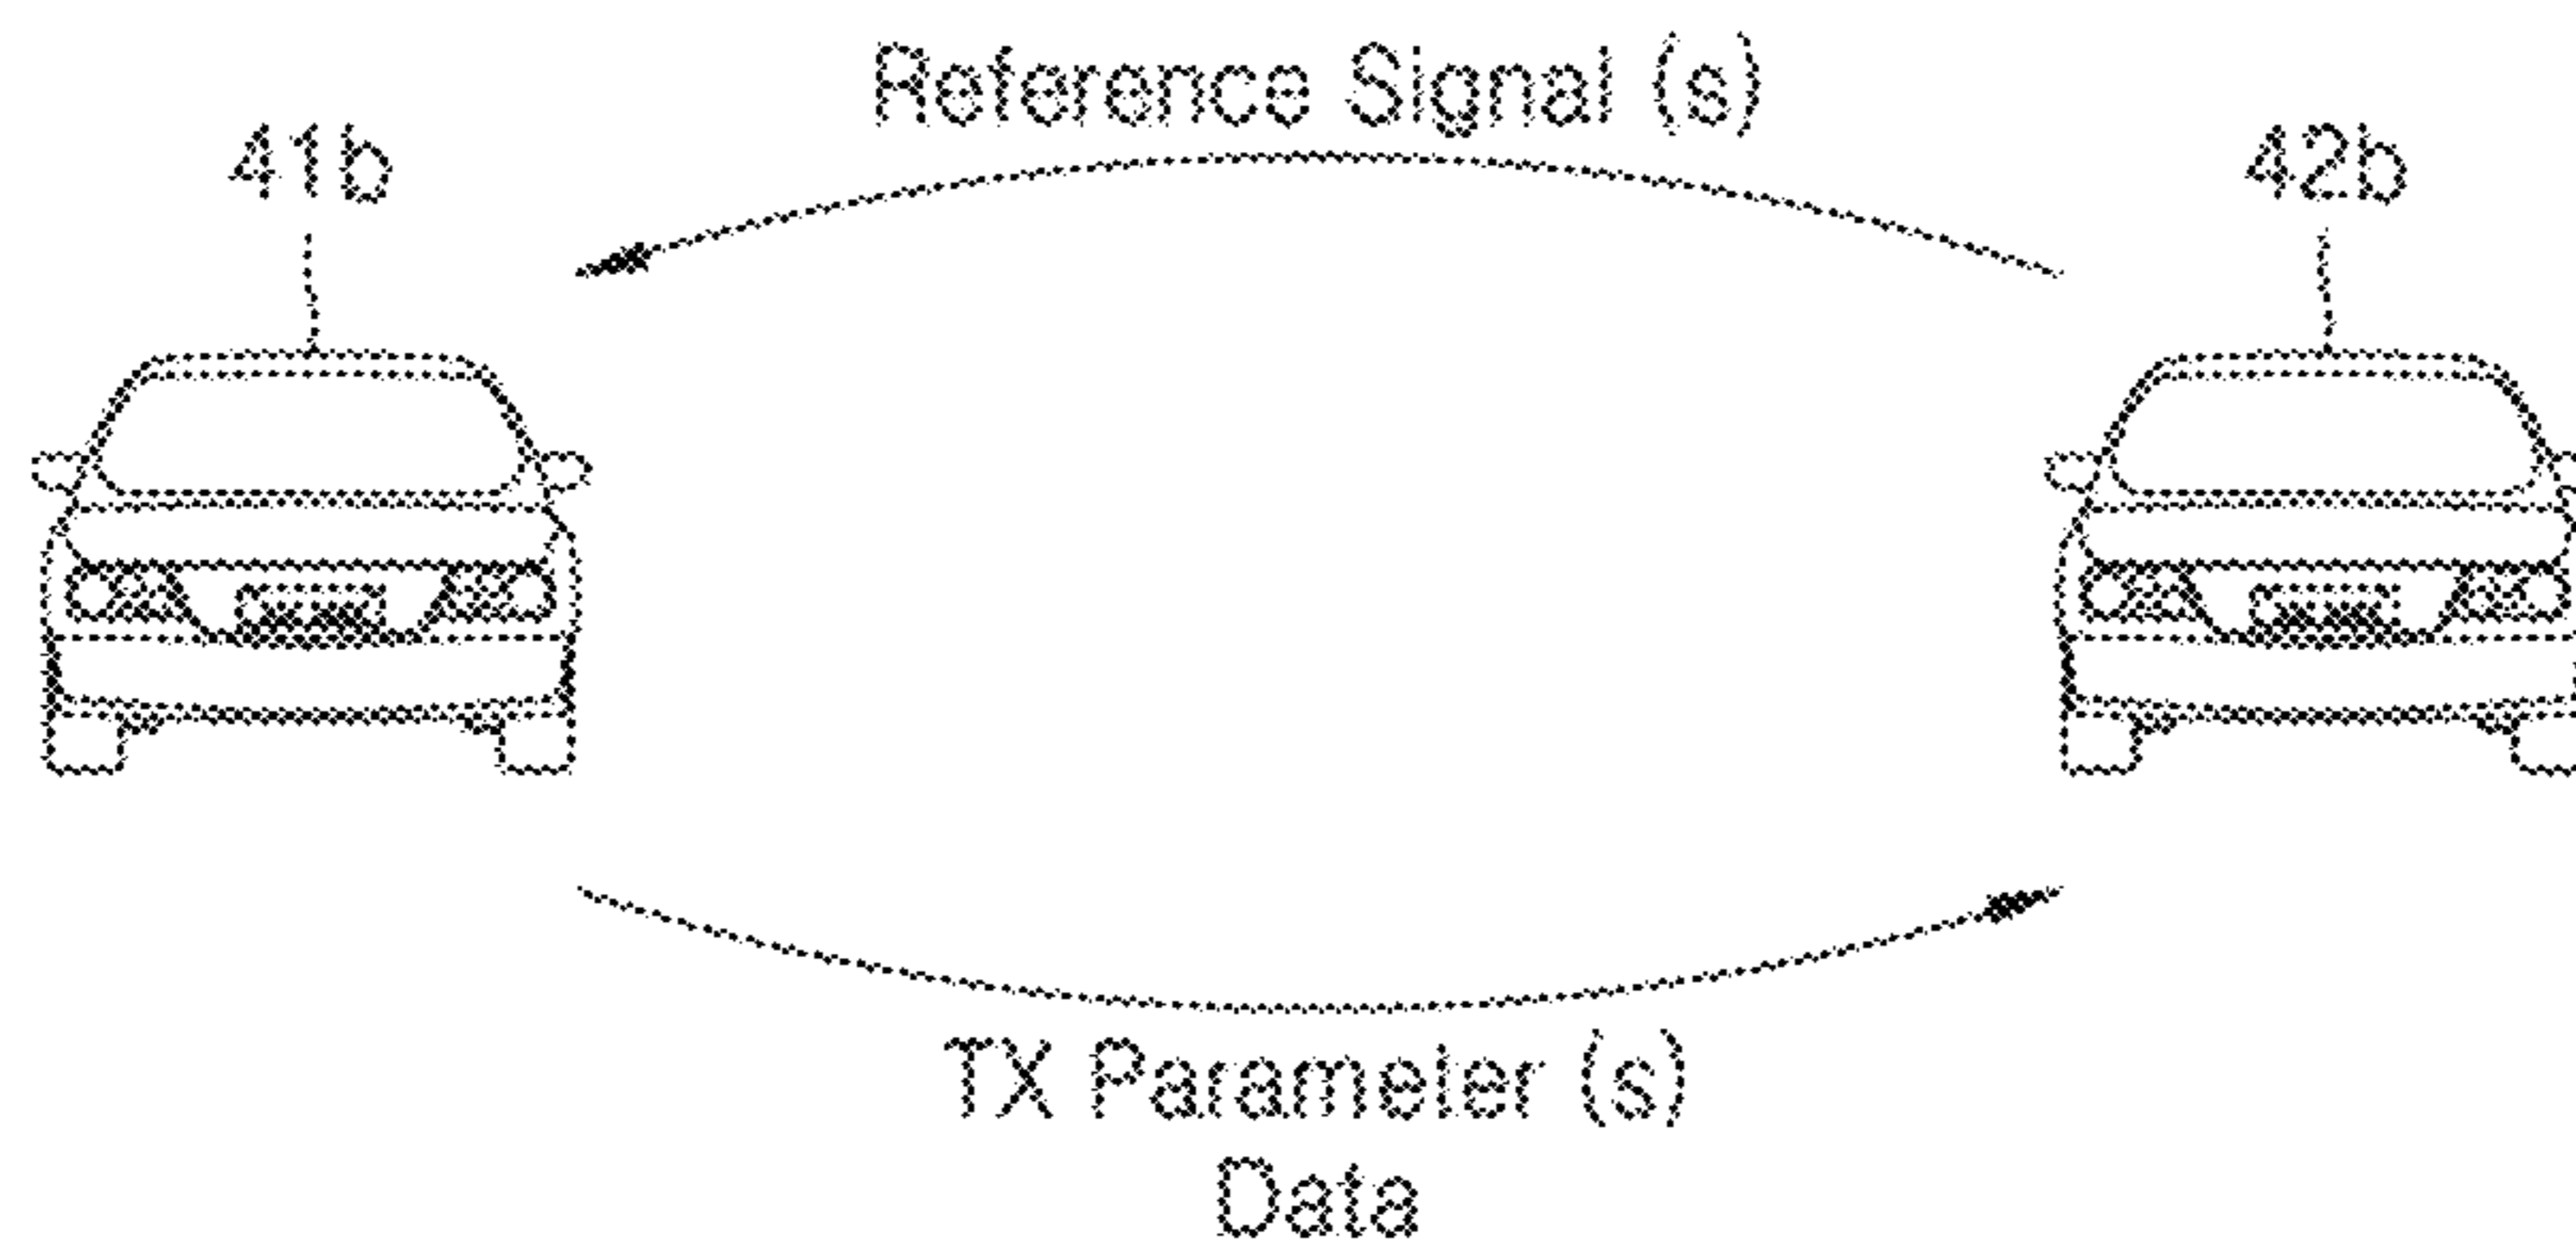 Reference Signal (s)
41b
42b
TX Parameter (s)
Data